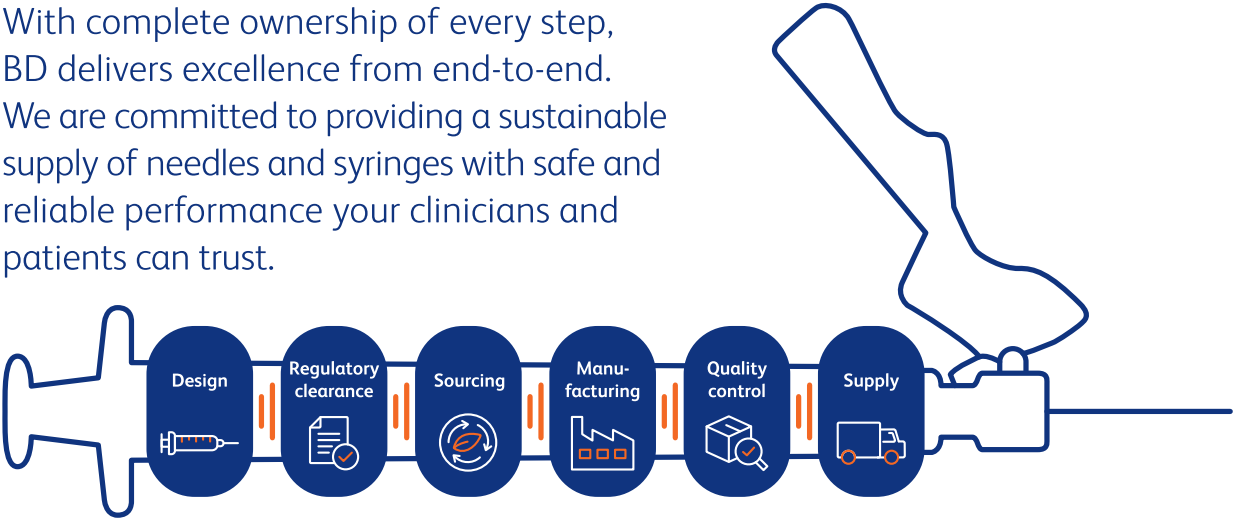 With complete ownership of every step,
BD delivers excellence from end-to-end.
We are committed to providing a sustainable
supply of needles and syringes with safe and
reliable performance your clinicians and
patients can trust.
Design
Regulatory
clearance
Sourcing
Manu-
facturing
Quality
control
Supply